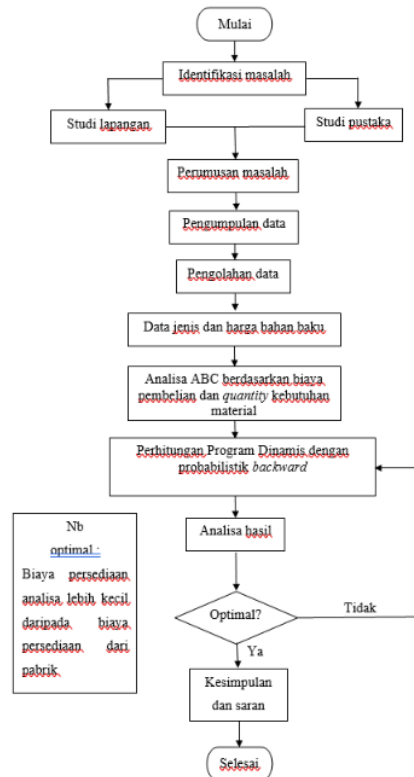 Mulai
Identifikasi masalah
Studi lapangan
Studi pustaka
Perumusan masalah
Pengumpulan data
Pengolahan data
Data jenis dan harga bahan baku
Analisa ABC berdasarkan biaya
pembelian dan quantity kebutuhan
material
Perhitungan Program Dinamis dengan
probabilistik backward
Analisa hasil
Nb
optimal :
Biaya persediaan
analisa lebih kecil
daripada biaya
persediaan dari
pabrik
Optimal?
Tidak
Ya
Kesimpulan
dan saran
Selesai